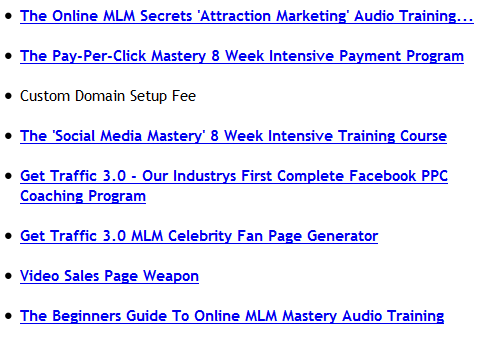 The Online MLM Secrets 'Attraction Marketing' Audio Training...
The Pay-Per-Click Mastery 8 Week Intensive Payment Program
Custom Domain Setup Fee
The 'Social Media Mastery' 8 Week Intensive Training Course
Get Traffic 3.0 - Our Industrys First Complete Facebook PPC
Coaching Program
Get Traffic 3.0 MLM Celebrity Fan Page Generator
Video Sales Page Weapon
The Beginners Guide To Online MLM Mastery Audio Training